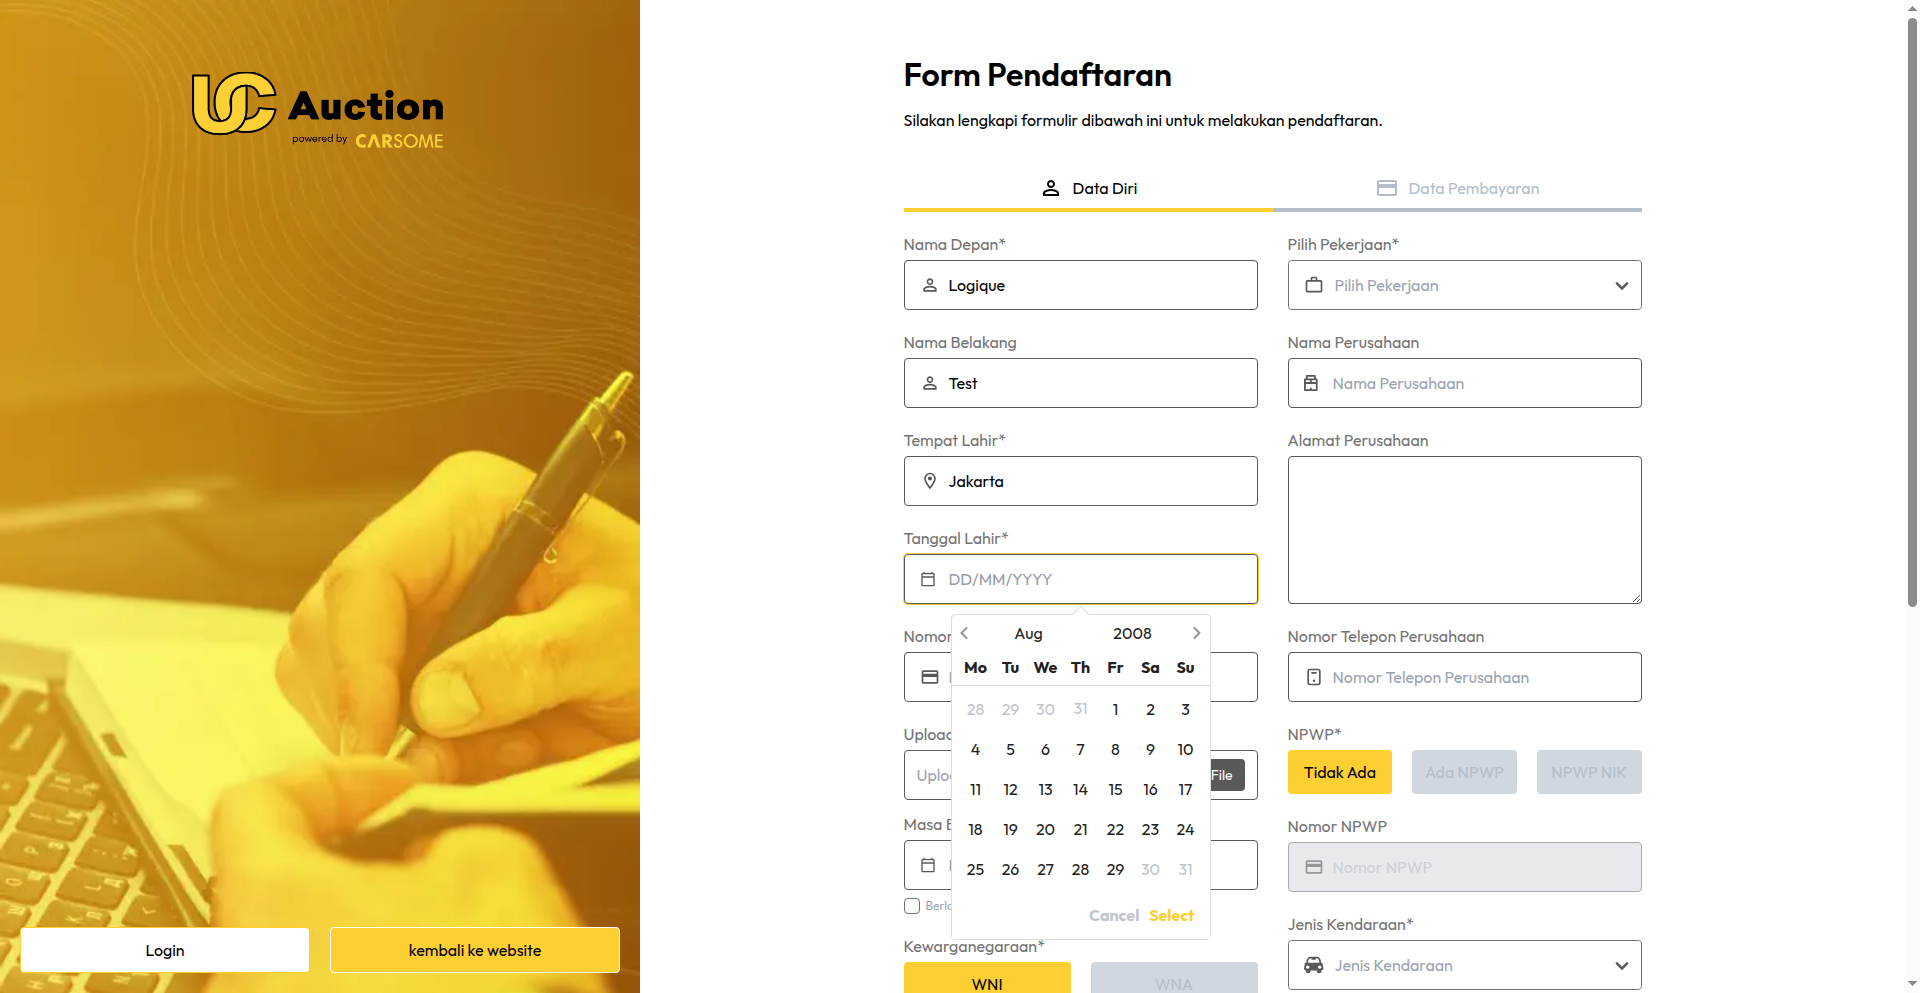 UC Auction
powered by CARSOME
Login
kembali ke website
Form Pendaftaran
Silakan lengkapi formulir dibawah ini untuk melakukan pendaftaran.
Data Diri
Data Pembayaran
Nama Depan*
Logique
Nama Belakang
Test
Tempat Lahir*
Jakarta
Tanggal Lahir*
DD/MM/YYYY
Aug 2008
Mo Tu We Th Fr Sa Su
28 29 30 31 1 2 3
4 5 6 7 8 9 10
11 12 13 14 15 16 17
18 19 20 21 22 23 24
25 26 27 28 29 30 31
Cancel Select
Nomor
Upload
File
Kewarganegaraan*
WNI
WNA
Pilih Pekerjaan*
Pilih Pekerjaan
Nama Perusahaan
Nama Perusahaan
Alamat Perusahaan
Nomor Telepon Perusahaan
Nomor Telepon Perusahaan
NPWP*
Tidak Ada
Ada NPWP
NPWP NIK
Nomor NPWP
Nomor NPWP
Jenis Kendaraan*
Jenis Kendaraan